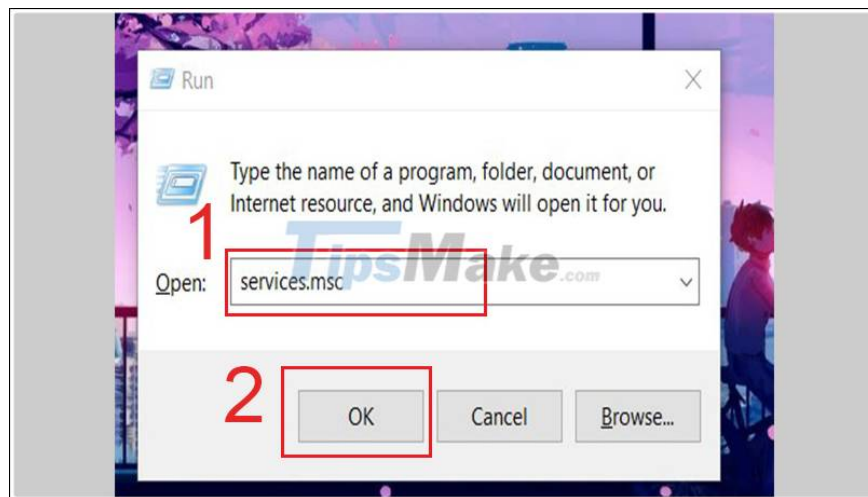 Run
Type the name of a program, folder, document, or
Internet resource, and Windows will open it for you.
1
TipsMake.com
Open: services.msc
2
OK Cancel Browse...